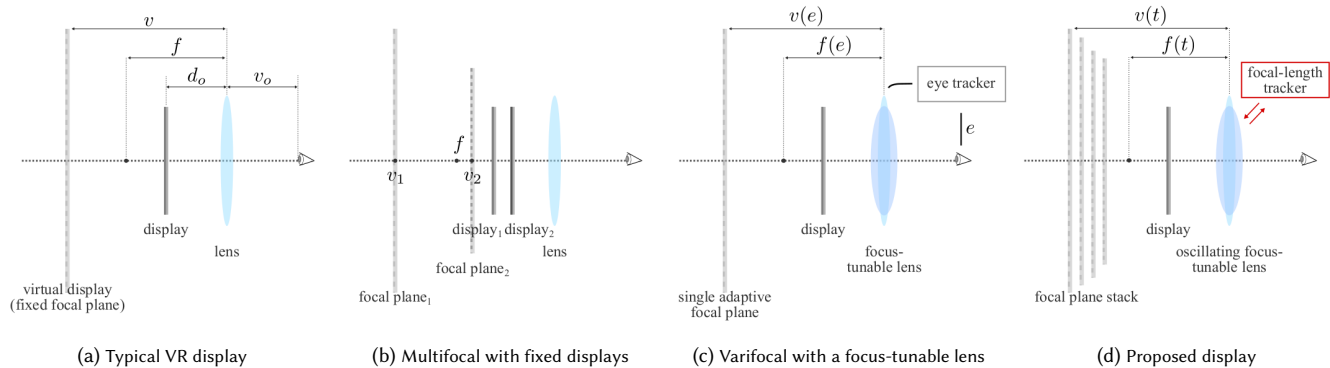 v
f
d_o
v_o
display
lens
virtual display
(fixed focal plane)
(a) Typical VR display
f
v_1
v_2
display_1
display_2
lens
focal plane_2
focal plane_1
(b) Multifocal with fixed displays
v(e)
f(e)
eye tracker
e
display
focus-
tunable lens
single adaptive
focal plane
(c) Varifocal with a focus-tunable lens
v(t)
f(t)
focal-length
tracker
display
oscillating focus-
tunable lens
focal plane stack
(d) Proposed display